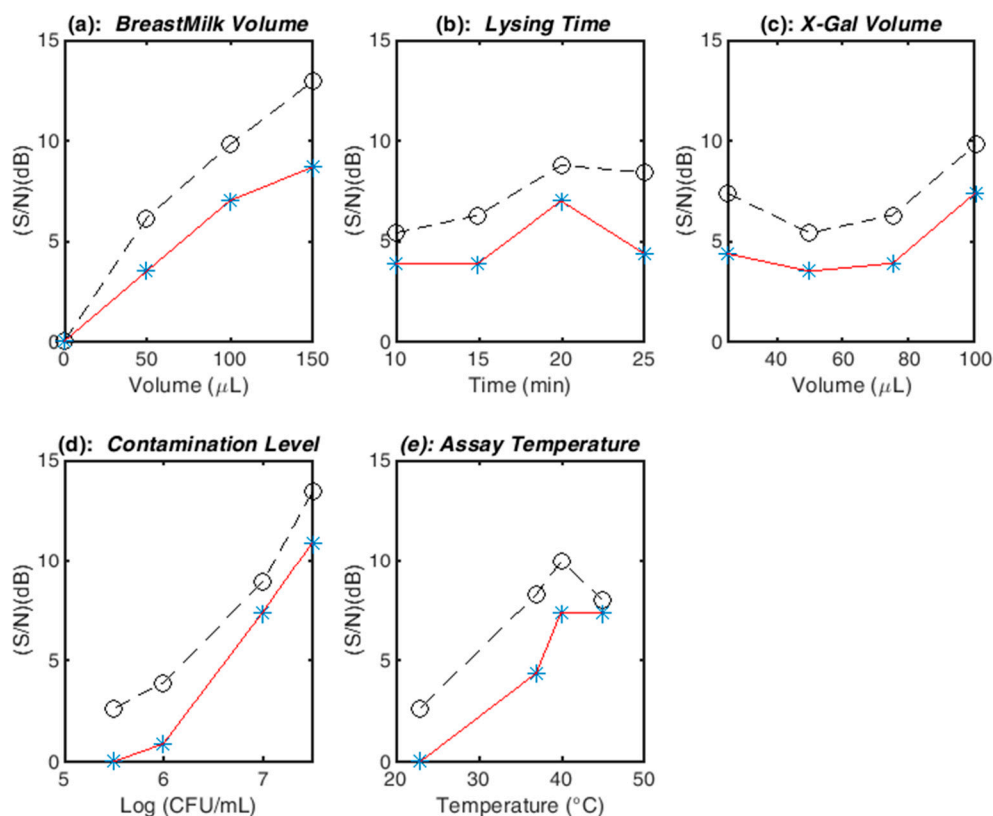 (a): BreastMilk Volume
15
10
5
0
(S/N)(dB)
0 50 100 150
Volume (μL)
(b): Lysing Time
15
10
5
0
(S/N)(dB)
10 15 20 25
Time (min)
(c): X-Gal Volume
15
10
5
0
(S/N)(dB)
40 60 80 100
Volume (μL)
(d): Contamination Level
15
10
5
0
(S/N)(dB)
5 6 7
Log (CFU/mL)
(e): Assay Temperature
15
10
5
0
(S/N)(dB)
20 30 40 50
Temperature (°C)